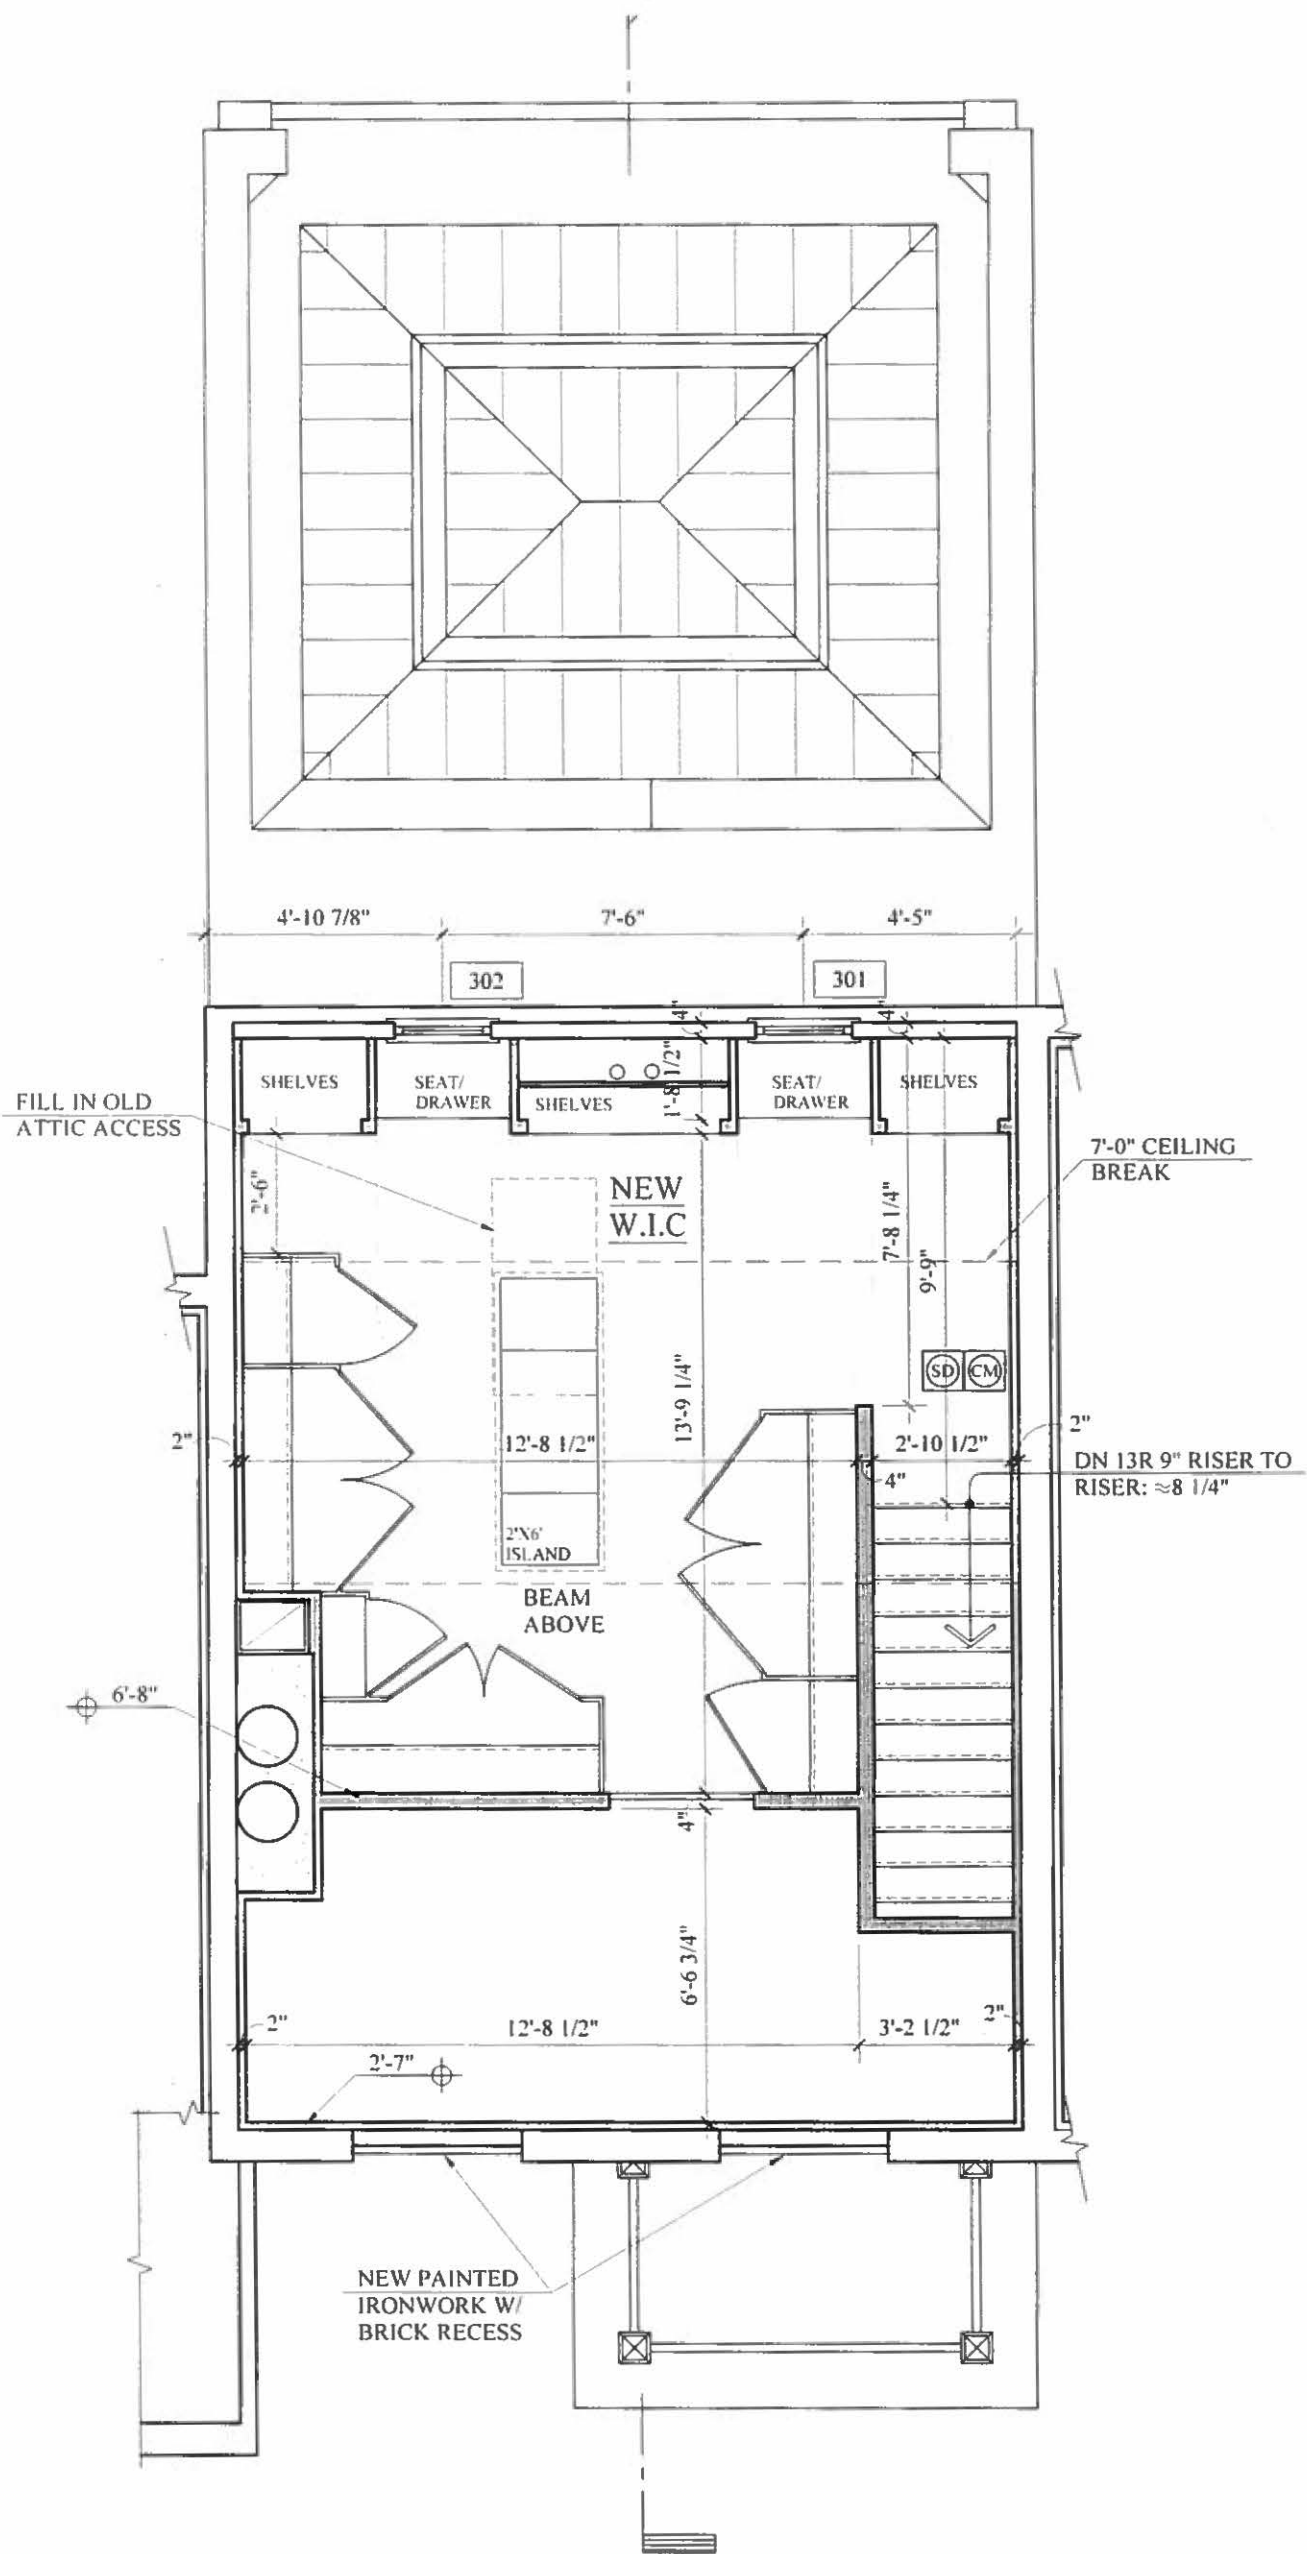 4'-10 7/8" 7'-6" 4'-5"
302 301
4" 4"
SHELVES
SEAT/
DRAWER
SHELVES
1'-8 1/2"
SEAT/
DRAWER
SHELVES
FILL IN OLD
ATTIC ACCESS
7'-0" CEILING
BREAK
2'-6"
NEW
W.I.C
7'-8 1/4"
9'-9"
13'-9 1/4"
SD CM
2" 12'-8 1/2" 4" 2'-10 1/2" 2"
DN 13R 9" RISER TO
RISER: ≈8 1/4"
2'X6'
ISLAND
BEAM
ABOVE
6'-8"
4"
6'-6 3/4"
2" 12'-8 1/2" 3'-2 1/2" 2"
2'-7"
NEW PAINTED
IRONWORK W/
BRICK RECESS